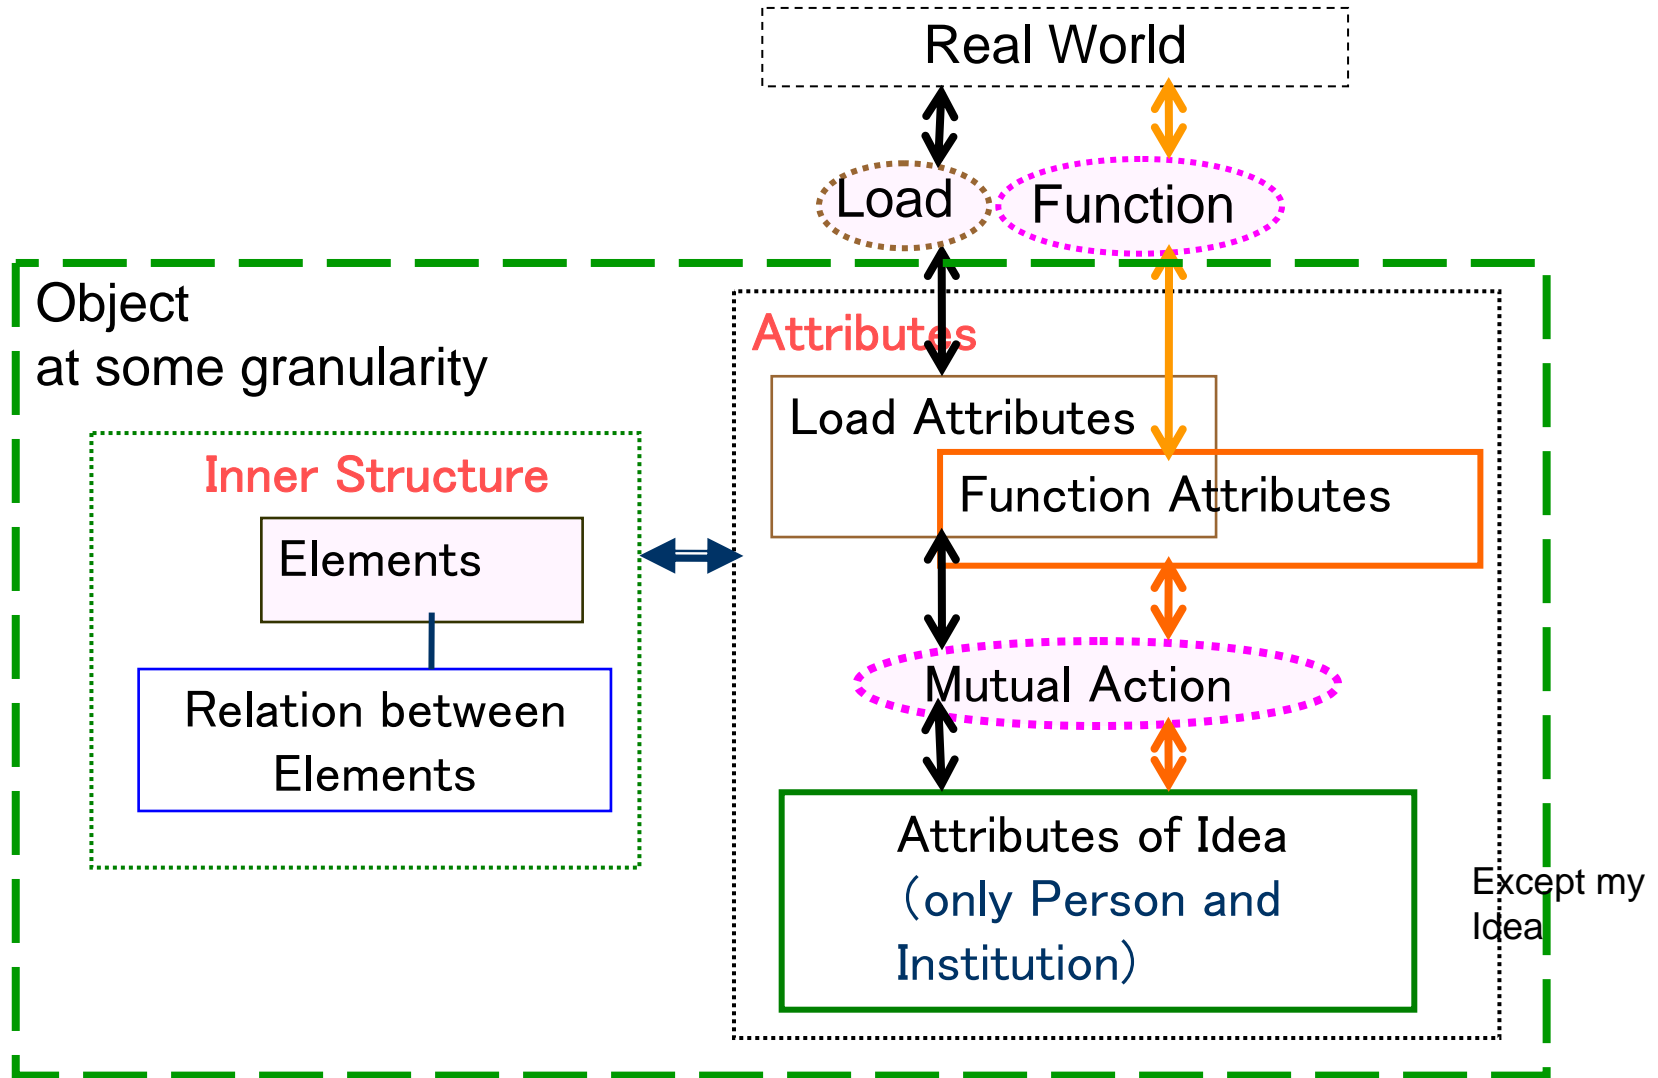 Real World
Load
Function
Object
at some granularity
Attributes
Load Attributes
Inner Structure
Function Attributes
Elements
Mutual Action
Relation between
Elements
Attributes of Idea
（only Person and
Institution）
Except my
Idea